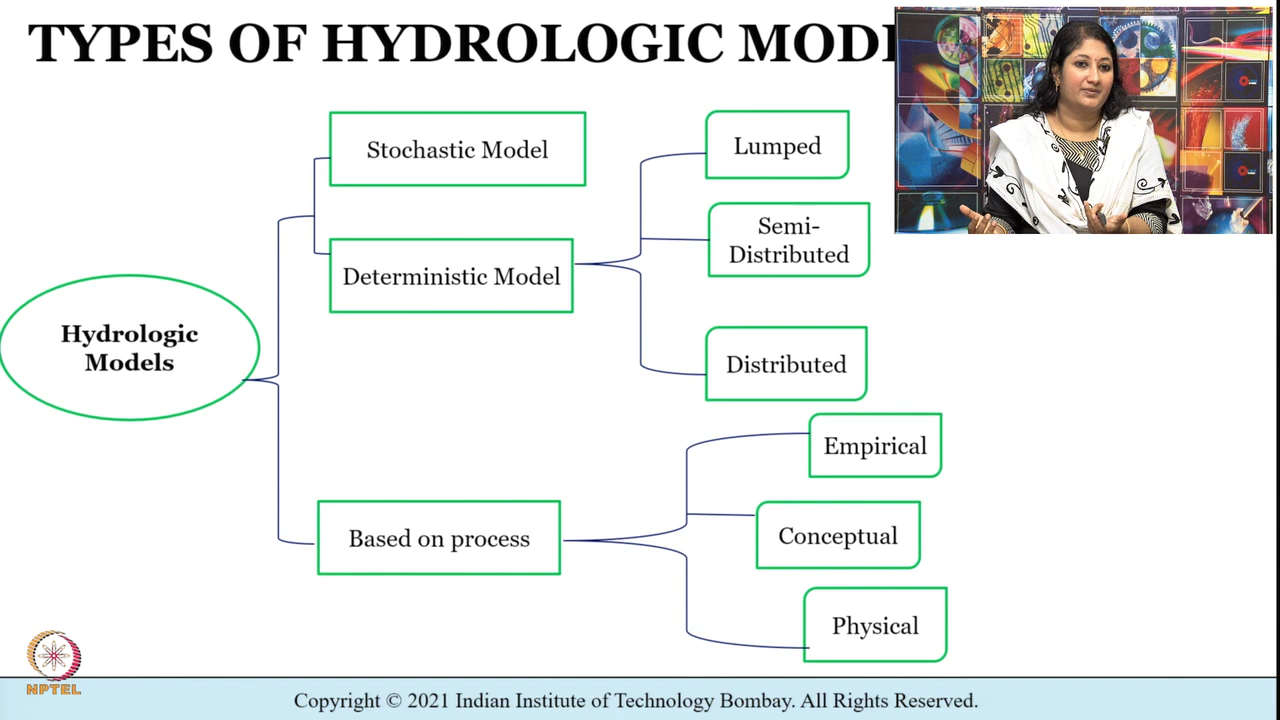 TYPES OF HYDROLOGIC
Stochastic Model
Lumped
Semi-
Distributed
Deterministic Model
Hydrologic
Models
Distributed
Empirical
Based on process
Conceptual
Physical
NPTEL
Copyright © 2021 Indian Institute of Technology Bombay. All Rights Reserved.